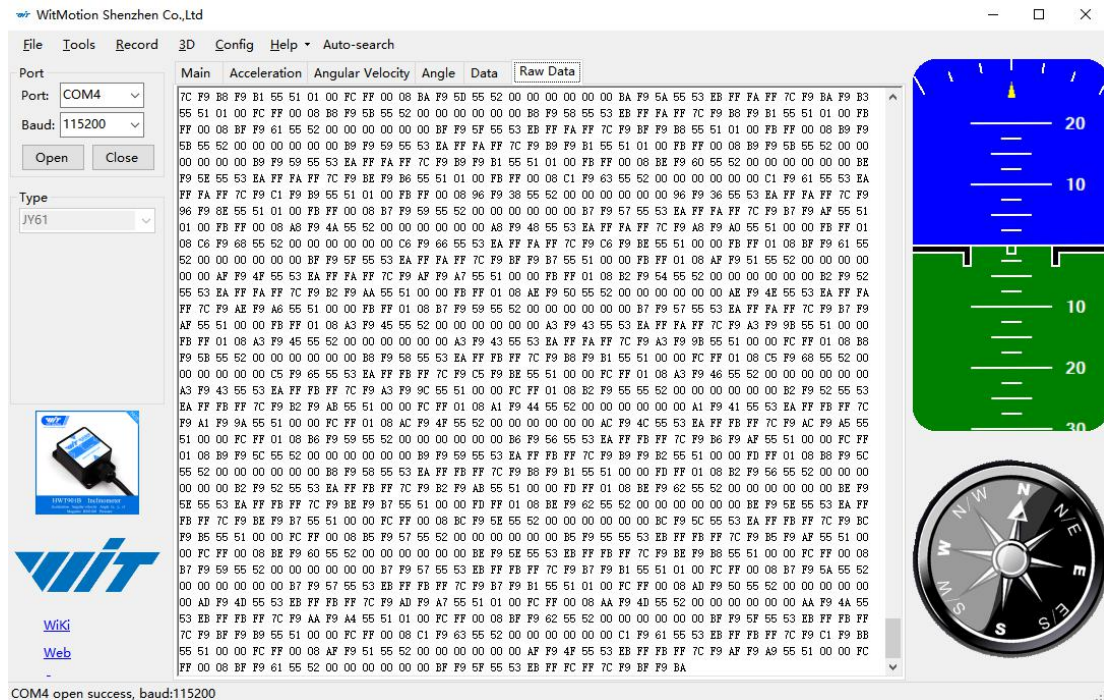 WitMotion Shenzhen Co.,Ltd
File Tools Record 3D Config Help Auto-search
Port
Port: COM4
Baud: 115200
Open Close
Type
JY61
Main Acceleration Angular Velocity Angle Data Raw Data
7C F9 B8 F9 B1 55 51 01 00 FC FF 00 08 BA F9 5D 55 52 00 00 00 00 00 00 BA F9 5A 55 53 EB FF FA FF 7C F9 BA F9 B3
55 51 01 00 FC FF 00 08 B8 F9 5B 55 52 00 00 00 00 00 00 B8 F9 58 55 53 EB FF FA FF 7C F9 B8 F9 B1 55 51 01 00 FB
FF 00 08 BF F9 61 55 52 00 00 00 00 00 00 BF F9 5F 55 53 EB FF FA FF 7C F9 BF F9 B8 55 51 01 00 FB FF 00 08 B9 F9
5B 55 52 00 00 00 00 00 00 B9 F9 59 55 53 EA FF FA FF 7C F9 B9 F9 B1 55 51 01 00 FB FF 00 08 B9 F9 5B 55 52 00 00
00 00 00 00 B9 F9 59 55 53 EA FF FA FF 7C F9 B9 F9 B1 55 51 01 00 FB FF 00 08 BE F9 60 55 52 00 00 00 00 00 00 BE
F9 5E 55 53 EA FF FA FF 7C F9 BE F9 B6 55 51 01 00 FB FF 00 08 C1 F9 63 55 52 00 00 00 00 00 00 C1 F9 61 55 53 EA
FF FA FF 7C F9 C1 F9 B9 55 51 01 00 FB FF 00 08 96 F9 38 55 52 00 00 00 00 00 00 96 F9 36 55 53 EA FF FA FF 7C F9
96 F9 8E 55 51 01 00 FB FF 00 08 B7 F9 59 55 52 00 00 00 00 00 00 B7 F9 57 55 53 EA FF FA FF 7C F9 B7 F9 AF 55 51
01 00 FB FF 00 08 A8 F9 4A 55 52 00 00 00 00 00 00 A8 F9 48 55 53 EA FF FA FF 7C F9 A8 F9 A0 55 51 00 00 FB FF 01
08 C6 F9 68 55 52 00 00 00 00 00 00 C6 F9 66 55 53 EA FF FA FF 7C F9 C6 F9 BE 55 51 00 00 FB FF 01 08 BF F9 61 55
52 00 00 00 00 00 00 BF F9 5F 55 53 EA FF FA FF 7C F9 BF F9 B7 55 51 00 00 FB FF 01 08 AF F9 51 55 52 00 00 00 00
00 00 AF F9 4F 55 53 EA FF FA FF 7C F9 AF F9 A7 55 51 00 00 FB FF 01 08 B2 F9 54 55 52 00 00 00 00 00 00 B2 F9 52
55 53 EA FF FA FF 7C F9 B2 F9 AA 55 51 00 00 FB FF 01 08 AE F9 50 55 52 00 00 00 00 00 00 AE F9 4E 55 53 EA FF FA
FF 7C F9 AE F9 A6 55 51 00 00 FB FF 01 08 B7 F9 59 55 52 00 00 00 00 00 00 B7 F9 57 55 53 EA FF FA FF 7C F9 B7 F9
AF 55 51 00 00 FB FF 01 08 A3 F9 45 55 52 00 00 00 00 00 00 A3 F9 43 55 53 EA FF FA FF 7C F9 A3 F9 9B 55 51 00 00
FB FF 01 08 A3 F9 45 55 52 00 00 00 00 00 00 A3 F9 43 55 53 EA FF FA FF 7C F9 A3 F9 9B 55 51 00 00 FC FF 01 08 B8
F9 5B 55 52 00 00 00 00 00 00 B8 F9 58 55 53 EA FF FB FF 7C F9 B8 F9 B1 55 51 00 00 FC FF 01 08 C5 F9 68 55 52 00
00 00 00 00 00 C5 F9 65 55 53 EA FF FB FF 7C F9 C5 F9 BE 55 51 00 00 FC FF 01 08 A3 F9 46 55 52 00 00 00 00 00 00
A3 F9 43 55 53 EA FF FB FF 7C F9 A3 F9 9C 55 51 00 00 FC FF 01 08 B2 F9 55 55 52 00 00 00 00 00 00 B2 F9 52 55 53
EA FF FB FF 7C F9 B2 F9 AB 55 51 00 00 FC FF 01 08 A1 F9 44 55 52 00 00 00 00 00 00 A1 F9 41 55 53 EA FF FB FF 7C
F9 A1 F9 9A 55 51 00 00 FC FF 01 08 AC F9 4F 55 52 00 00 00 00 00 00 AC F9 4C 55 53 EA FF FB FF 7C F9 AC F9 A5 55
51 00 00 FC FF 01 08 B6 F9 59 55 52 00 00 00 00 00 00 B6 F9 56 55 53 EA FF FB FF 7C F9 B6 F9 AF 55 51 00 00 FC FF
01 08 B9 F9 5C 55 52 00 00 00 00 00 00 B9 F9 59 55 53 EA FF FB FF 7C F9 B9 F9 B2 55 51 00 00 FD FF 01 08 B8 F9 5C
55 52 00 00 00 00 00 00 B8 F9 58 55 53 EA FF FB FF 7C F9 B8 F9 B1 55 51 00 00 FD FF 01 08 B2 F9 56 55 52 00 00 00
00 00 00 B2 F9 52 55 53 EA FF FB FF 7C F9 B2 F9 AB 55 51 00 00 FD FF 01 08 BE F9 62 55 52 00 00 00 00 00 00 BE F9
5E 55 53 EA FF FB FF 7C F9 BE F9 B7 55 51 00 00 FD FF 01 08 BE F9 62 55 52 00 00 00 00 00 00 BE F9 5E 55 53 EA FF
FB FF 7C F9 BE F9 B7 55 51 00 00 FC FF 00 08 BC F9 5E 55 52 00 00 00 00 00 00 BC F9 5C 55 53 EA FF FB FF 7C F9 BC
F9 B5 55 51 00 00 FC FF 00 08 B5 F9 57 55 52 00 00 00 00 00 00 B5 F9 55 55 53 EB FF FB FF 7C F9 B5 F9 AF 55 51 00
00 FC FF 00 08 BE F9 60 55 52 00 00 00 00 00 00 BE F9 5E 55 53 EB FF FB FF 7C F9 BE F9 B8 55 51 00 00 FC FF 00 08
B7 F9 59 55 52 00 00 00 00 00 00 B7 F9 57 55 53 EB FF FB FF 7C F9 B7 F9 B1 55 51 01 00 FC FF 00 08 B7 F9 5A 55 52
00 00 00 00 00 00 B7 F9 57 55 53 EB FF FB FF 7C F9 B7 F9 B1 55 51 01 00 FC FF 00 08 AD F9 50 55 52 00 00 00 00 00
00 AD F9 4D 55 53 EB FF FB FF 7C F9 AD F9 A7 55 51 01 00 FC FF 00 08 AA F9 4D 55 52 00 00 00 00 00 00 AA F9 4A 55
53 EB FF FB FF 7C F9 AA F9 A4 55 51 01 00 FC FF 00 08 BF F9 62 55 52 00 00 00 00 00 00 BF F9 5F 55 53 EB FF FB FF
7C F9 BF F9 B9 55 51 00 00 FC FF 00 08 C1 F9 63 55 52 00 00 00 00 00 00 C1 F9 61 55 53 EB FF FB FF 7C F9 C1 F9 BB
55 51 00 00 FC FF 00 08 AF F9 51 55 52 00 00 00 00 00 00 AF F9 4F 55 53 EB FF FB FF 7C F9 AF F9 A9 55 51 00 00 FC
FF 00 08 BF F9 61 55 52 00 00 00 00 00 00 BF F9 5F 55 53 EB FF FC FF 7C F9 BF F9 BA
20
10
10
20
30
HWT901B Inclinometer
WiT
WiKi
Web
N
N/E
E
S/E
S
W/S
W
N/W
COM4 open success, baud:115200